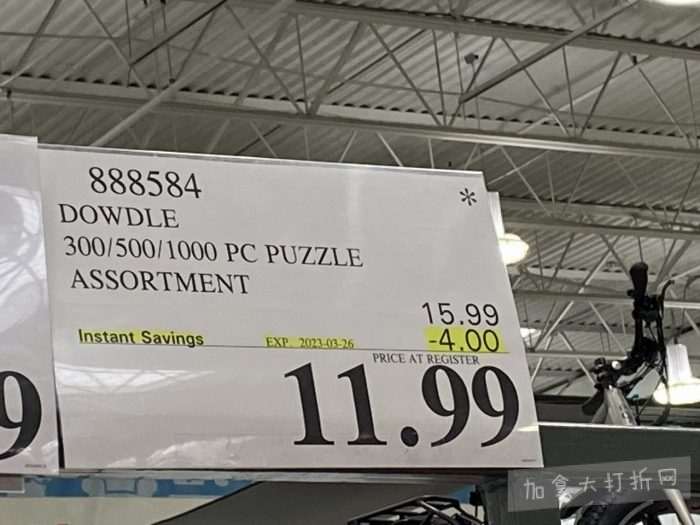 888584
*
DOWDLE
300/500/1000 PC PUZZLE
ASSORTMENT
15.99
Instant Savings EXP. 2023-03-26 -4.00
PRICE AT REGISTER
11.99
9
加拿大打折网